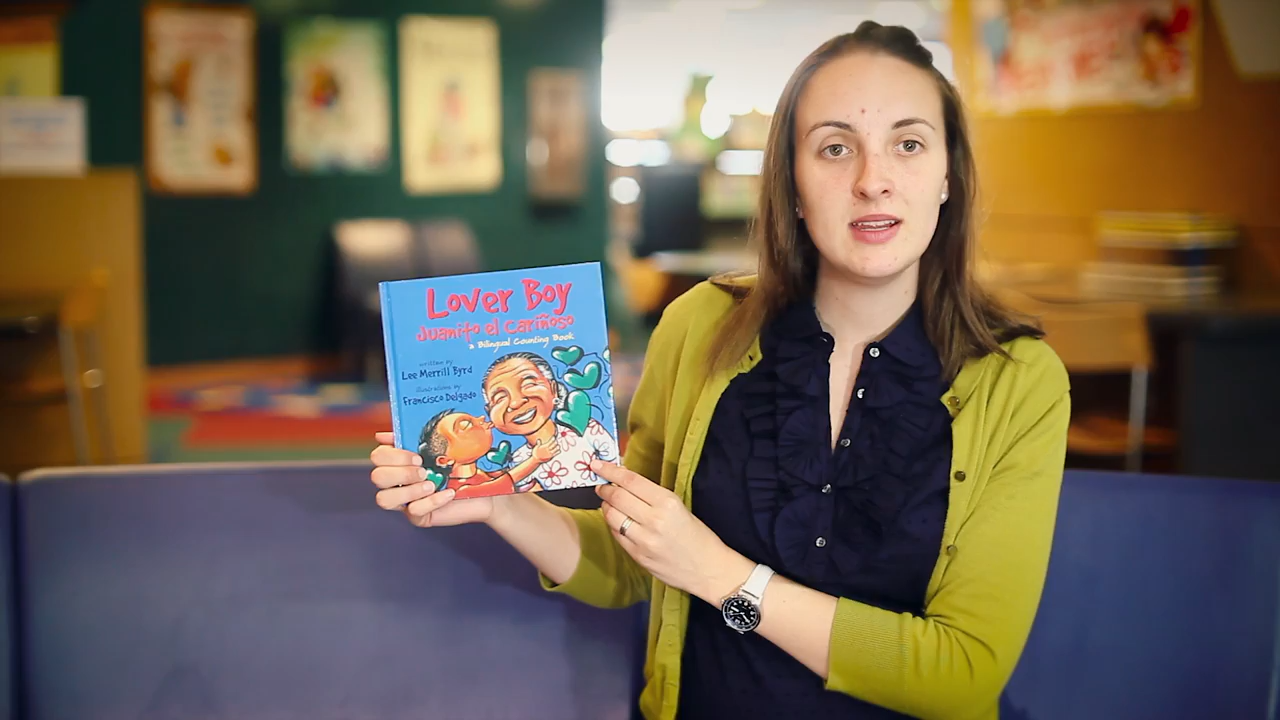 Lover Boy
Juanito el Cariñoso
a Bilingual Counting Book
written by
Lee Merrill Byrd
illustrations by
Francisco Delgado